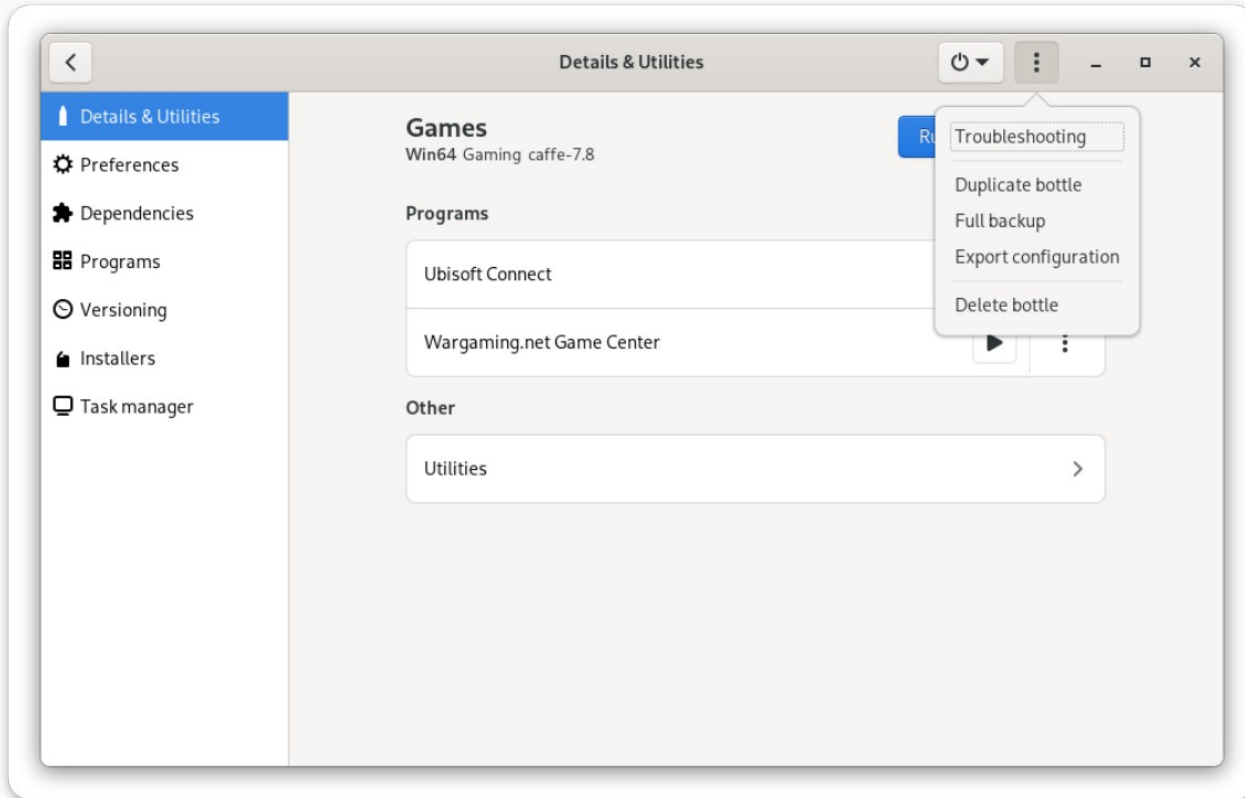 Details & Utilities
Details & Utilities
Preferences
Dependencies
Programs
Versioning
Installers
Task manager
Games
Win64 Gaming caffe-7.8
Programs
Ubisoft Connect
Wargaming.net Game Center
Other
Utilities
Troubleshooting
Duplicate bottle
Full backup
Export configuration
Delete bottle